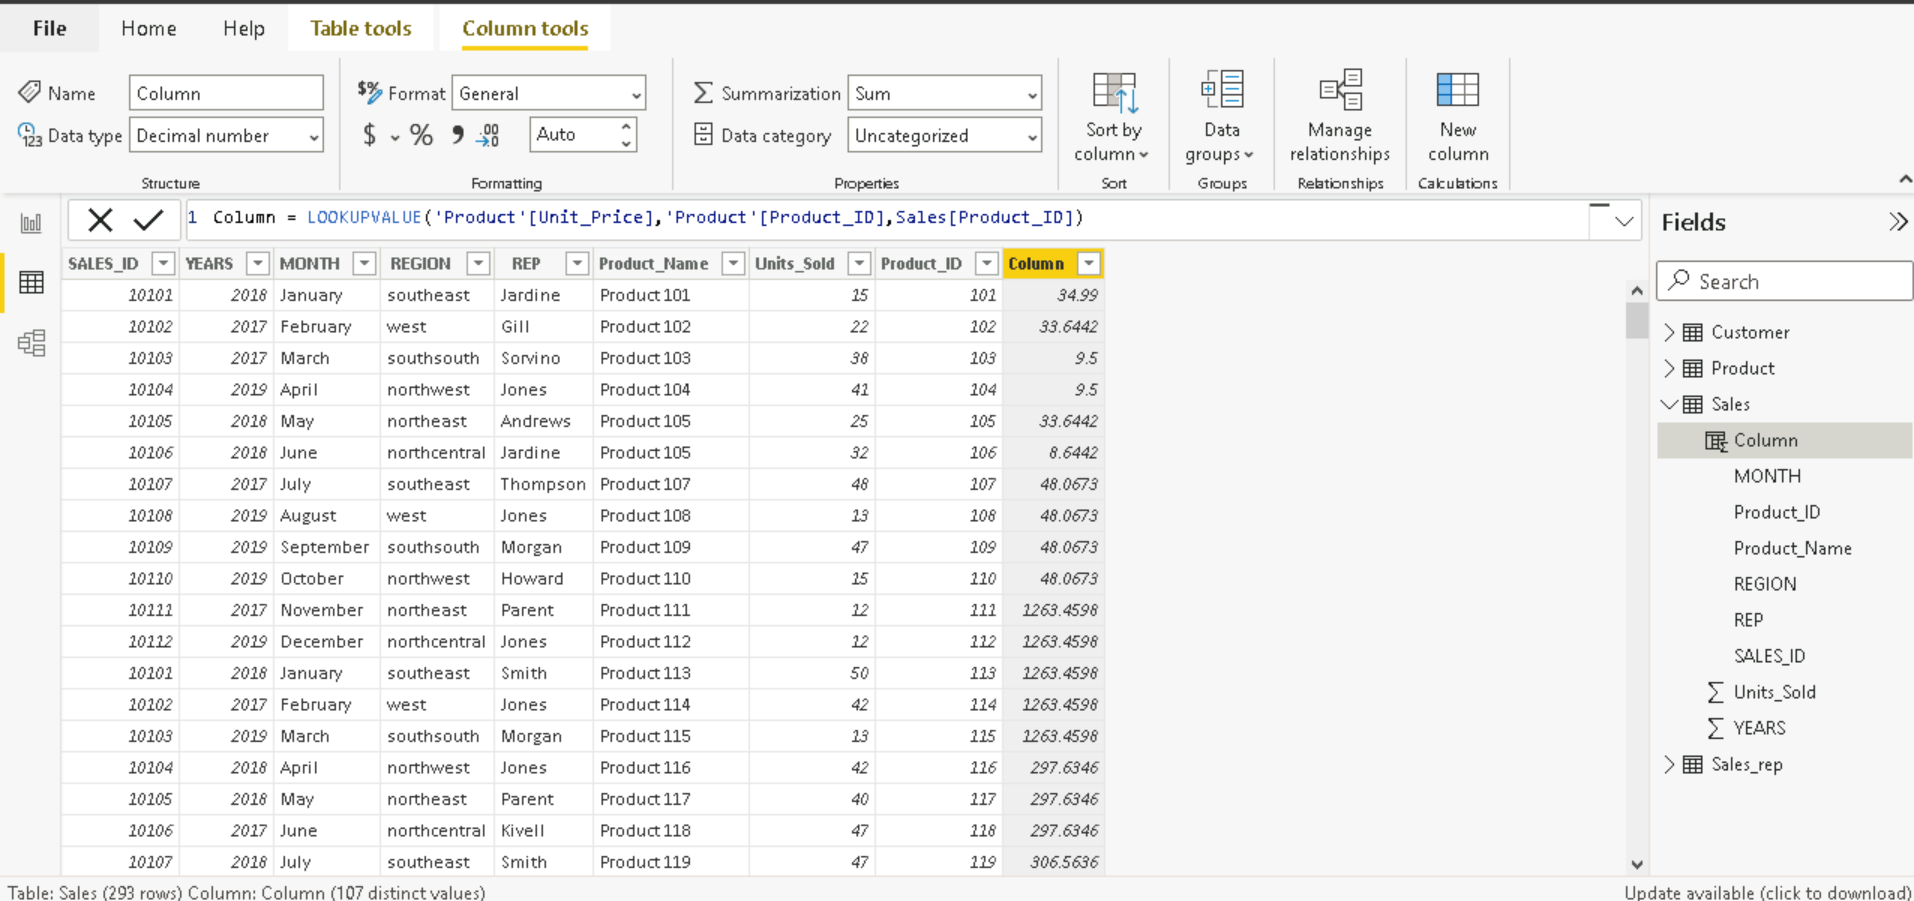 File Home Help Table tools Column tools
Name Column
Data type Decimal number
Structure
$% Format General
$ % , .00 →.0 Auto
Formatting
Summarization Sum
Data category Uncategorized
Properties
Sort by
column
Sort
Data
groups
Groups
Manage
relationships
Relationships
New
column
Calculations
1 Column = LOOKUPVALUE('Product'[Unit_Price],'Product'[Product_ID],Sales[Product_ID])
SALES_ID YEARS MONTH REGION REP Product_Name Units_Sold Product_ID Column
10101 2018 January southeast Jardine Product 101 15 101 34.99
10102 2017 February west Gill Product 102 22 102 33.6442
10103 2017 March southsouth Sorvino Product 103 38 103 9.5
10104 2019 April northwest Jones Product 104 41 104 9.5
10105 2018 May northeast Andrews Product 105 25 105 33.6442
10106 2018 June northcentral Jardine Product 105 32 106 8.6442
10107 2017 July southeast Thompson Product 107 48 107 48.0673
10108 2019 August west Jones Product 108 13 108 48.0673
10109 2019 September southsouth Morgan Product 109 47 109 48.0673
10110 2019 October northwest Howard Product 110 15 110 48.0673
10111 2017 November northeast Parent Product 111 12 111 1263.4598
10112 2019 December northcentral Jones Product 112 12 112 1263.4598
10101 2018 January southeast Smith Product 113 50 113 1263.4598
10102 2017 February west Jones Product 114 42 114 1263.4598
10103 2019 March southsouth Morgan Product 115 13 115 1263.4598
10104 2018 April northwest Jones Product 116 42 116 297.6346
10105 2018 May northeast Parent Product 117 40 117 297.6346
10106 2017 June northcentral Kivell Product 118 47 118 297.6346
10107 2018 July southeast Smith Product 119 47 119 306.5636
Fields
Search
Customer
Product
Sales
Column
MONTH
Product_ID
Product_Name
REGION
REP
SALES_ID
Units_Sold
YEARS
Sales_rep
Table: Sales (293 rows) Column: Column (107 distinct values)
Update available (click to download)